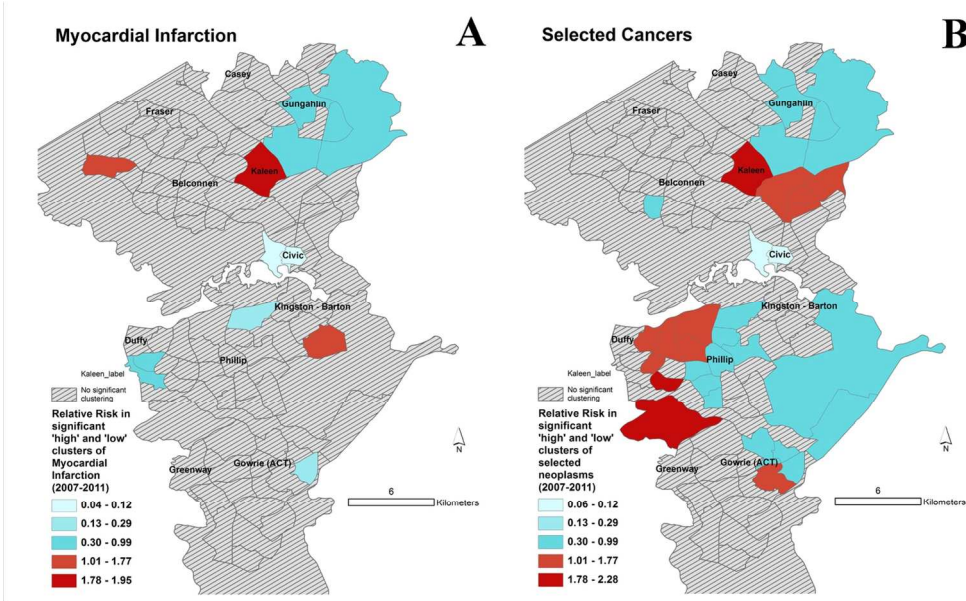 Myocardial Infarction
A
Casey
Gungahlin
Fraser
Kaleen
Belconnen
Civic
Kingston - Barton
Duffy
Phillip
Kaleen_label
No significant
clustering
Relative Risk in
significant
'high' and 'low'
clusters of
Myocardial
Infarction
(2007-2011)
Greenway
Gowrie (ACT)
N
6
Kilometers
0.04 - 0.12
0.13 - 0.29
0.30 - 0.99
1.01 - 1.77
1.78 - 1.95
Selected Cancers
B
Casey
Gungahlin
Fraser
Kaleen
Belconnen
Civic
Kingston - Barton
Duffy
Phillip
Kaleen_label
No significant
clustering
Relative Risk in
significant
'high' and 'low'
clusters of
selected
neoplasms
(2007-2011)
Greenway
Gowrie (ACT)
N
6
Kilometers
0.06 - 0.12
0.13 - 0.29
0.30 - 0.99
1.01 - 1.77
1.78 - 2.28